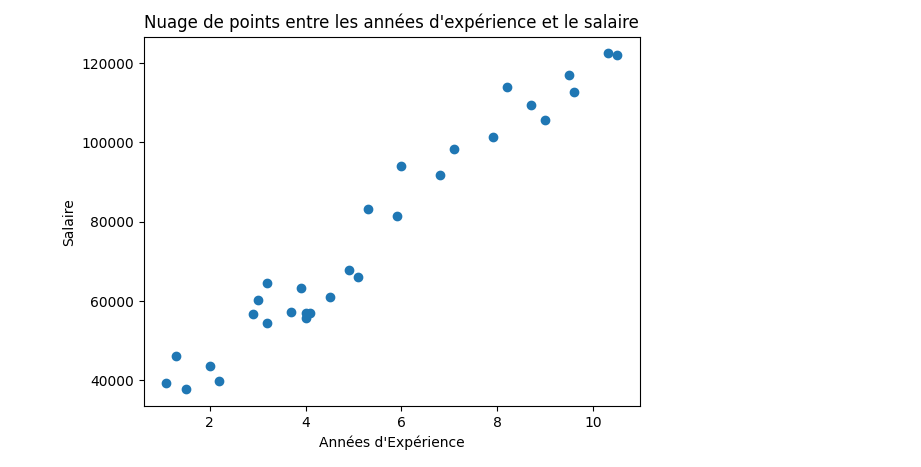 Nuage de points entre les années d'expérience et le salaire
120000
100000
80000
60000
40000
Salaire
2 4 6 8 10
Années d'Expérience